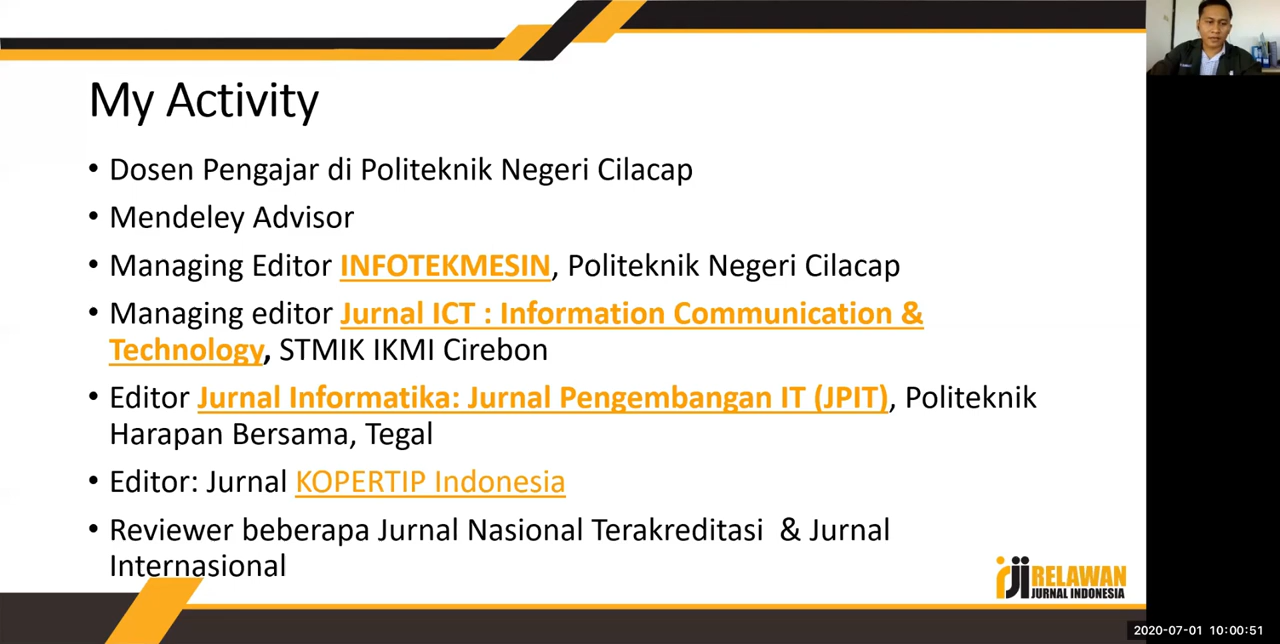 My Activity
• Dosen Pengajar di Politeknik Negeri Cilacap
• Mendeley Advisor
• Managing Editor INFOTEKMESIN, Politeknik Negeri Cilacap
• Managing editor Jurnal ICT : Information Communication &
Technology, STMIK IKMI Cirebon
• Editor Jurnal Informatika: Jurnal Pengembangan IT (JPIT), Politeknik
Harapan Bersama, Tegal
• Editor: Jurnal KOPERTIP Indonesia
• Reviewer beberapa Jurnal Nasional Terakreditasi & Jurnal
Internasional
rji RELAWAN
JURNAL INDONESIA
2020-07-01 10:00:51